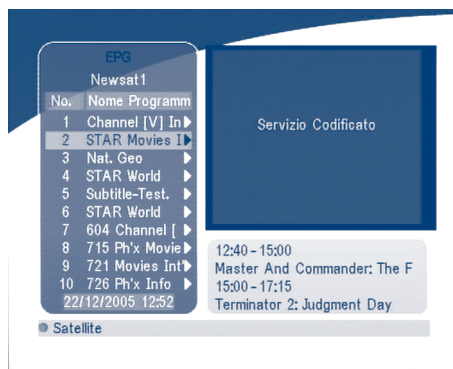 EPG
Newsat1
No. Nome Programm
1 Channel [V] In
2 STAR Movies I
3 Nat. Geo
4 STAR World
5 Subtitle-Test.
6 STAR World
7 604 Channel [
8 715 Ph'x Movie
9 721 Movies Int'
10 726 Ph'x Info
22/12/2005 12:52
Servizio Codificato
12:40 - 15:00
Master And Commander: The F
15:00 - 17:15
Terminator 2: Judgment Day
Satellite